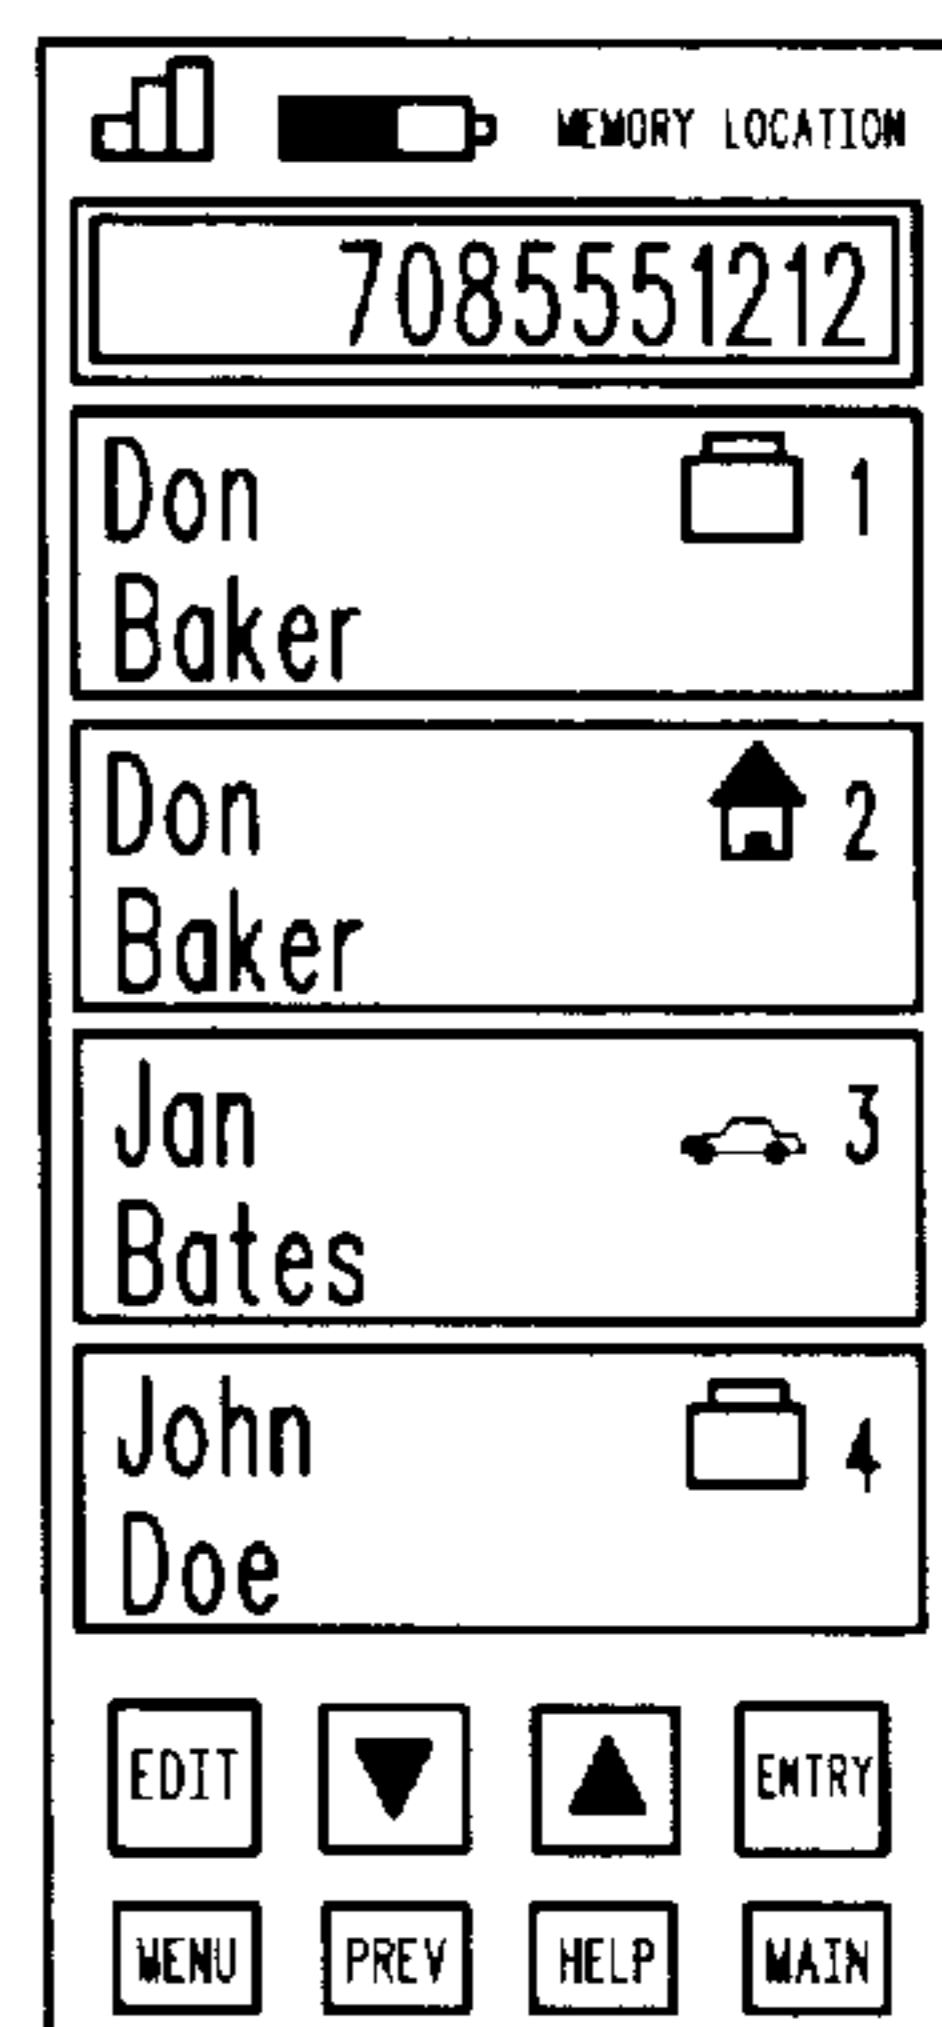 MEMORY LOCATION
7085551212
Don 1
Baker
Don 2
Baker
Jan 3
Bates
John 4
Doe
EDIT ENTRY
MENU PREV HELP MAIN